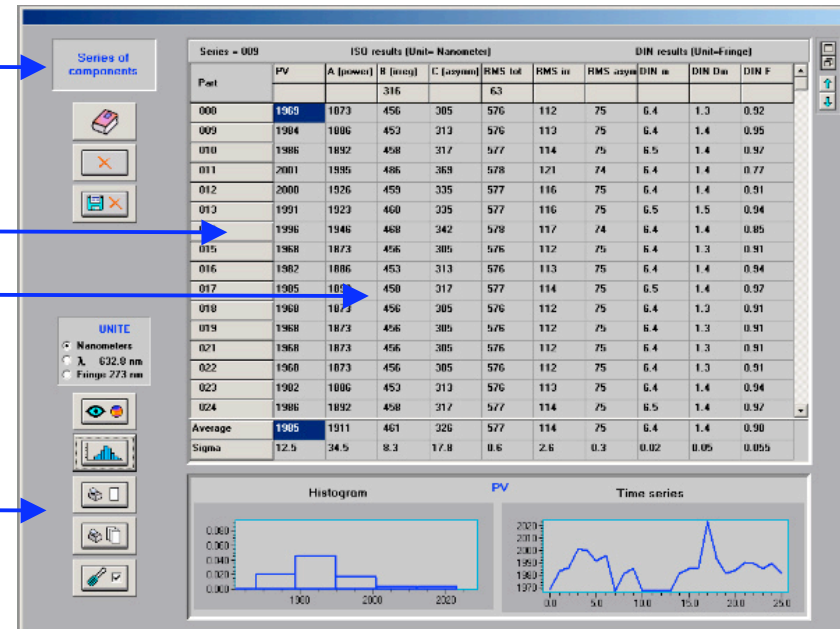 Series of components
Series - 009 ISO results (Unit= Nanometer) DIN results (Unit=Fringe)
Part PV A (power) B (irreg) C (asymm) RMS tot RMS irr RMS asym DIN m DIN Dm DIN F
316 63
008 1969 1873 456 305 576 112 75 6.4 1.3 0.92
009 1984 1886 453 313 576 113 75 6.4 1.4 0.95
010 1986 1892 458 317 577 114 75 6.5 1.4 0.97
011 2001 1995 486 369 578 121 74 6.4 1.4 0.77
012 2000 1926 459 335 577 116 75 6.4 1.4 0.91
013 1991 1923 460 335 577 116 75 6.5 1.5 0.94
1996 1946 468 342 578 117 74 6.4 1.4 0.85
015 1968 1873 456 305 576 112 75 6.4 1.3 0.91
016 1982 1886 453 313 576 113 75 6.4 1.4 0.94
017 1985 458 317 577 114 75 6.5 1.4 0.97
018 1968 1873 456 305 576 112 75 6.4 1.3 0.91
019 1968 1873 456 305 576 112 75 6.4 1.3 0.91
021 1968 1873 456 305 576 112 75 6.4 1.3 0.91
022 1968 1873 456 305 576 112 75 6.4 1.3 0.91
023 1982 1886 453 313 576 113 75 6.4 1.4 0.94
024 1986 1892 458 317 577 114 75 6.5 1.4 0.97
Average 1985 1911 461 326 577 114 75 6.4 1.4 0.90
Sigma 12.5 34.5 8.3 17.8 0.6 2.6 0.3 0.02 0.05 0.055
UNITE
Nanometers
λ 632.8 nm
Fringe 273 nm
Histogram PV Time series
0.080
0.060
0.040
0.020
0.000
1980 2000 2020
2020
2010
2000
1990
1980
1970
0.0 5.0 10.0 15.0 20.0 25.0